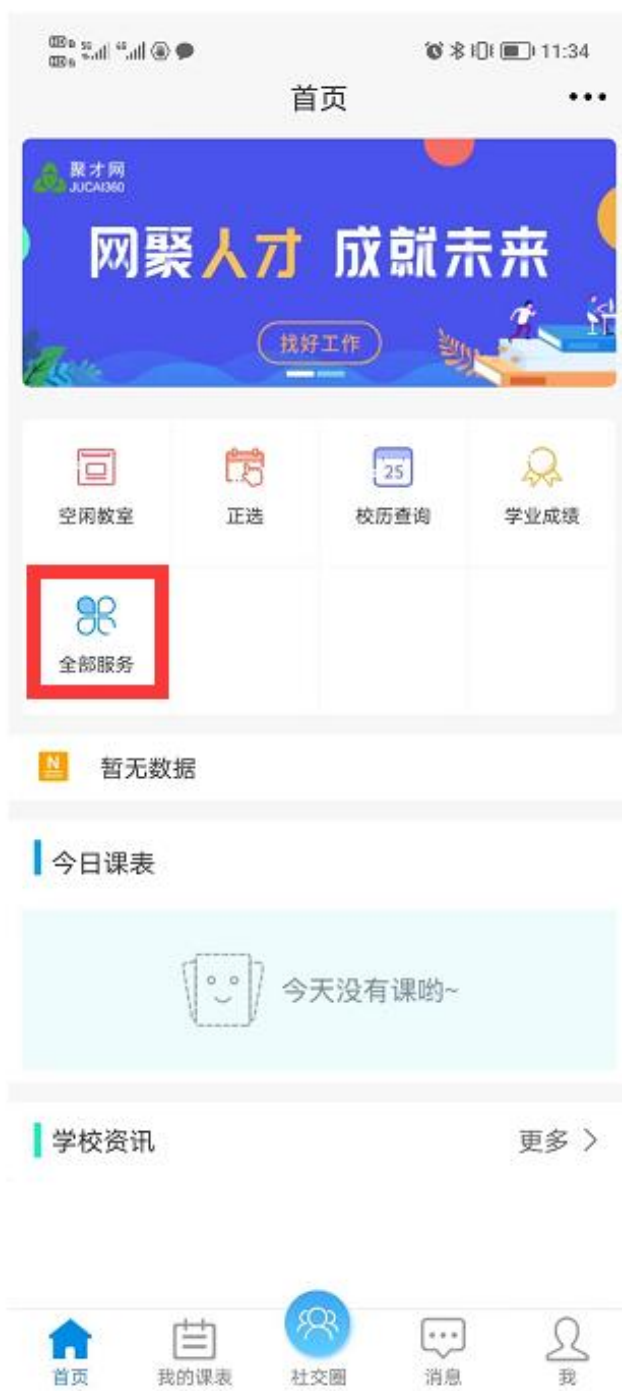 11:34
首页
聚才网
JUCAI360
网聚人才 成就未来
找好工作
空闲教室
正选
25
校历查询
学业成绩
全部服务
N
暂无数据
今日课表
今天没有课哟~
学校资讯
更多
首页
我的课表
社交圈
消息
我